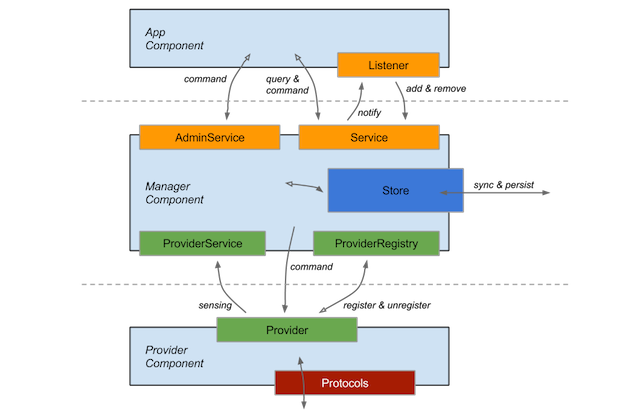 App
Component
Listener
command
query &
command
add & remove
notify
AdminService
Service
Manager
Component
Store
sync & persist
ProviderService
ProviderRegistry
command
sensing
register & unregister
Provider
Provider
Component
Protocols